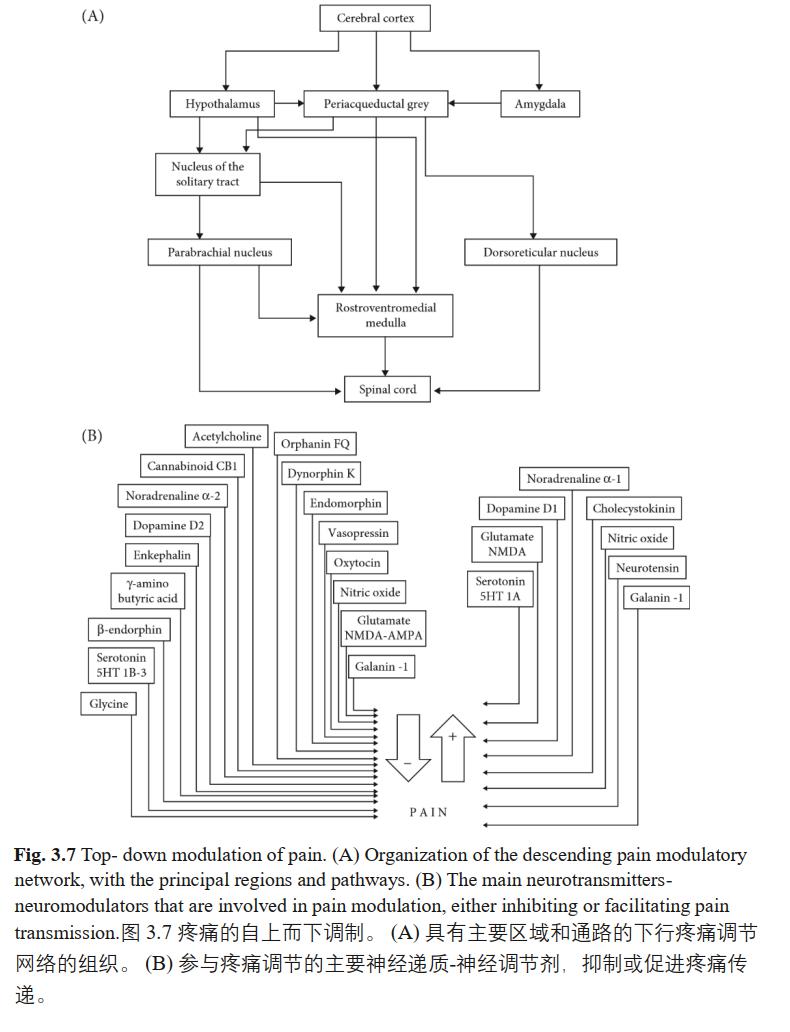 (A)
Cerebral cortex
Hypothalamus
Periacqueductal grey
Amygdala
Nucleus of the
solitary tract
Parabrachial nucleus
Dorsoreticular nucleus
Rostroventromedial
medulla
Spinal cord
(B)
Acetylcholine
Cannabinoid CB1
Noradrenaline α-2
Dopamine D2
Enkephalin
γ-amino
butyric acid
β-endorphin
Serotonin
5HT 1B-3
Glycine
Orphanin FQ
Dynorphin K
Endomorphin
Vasopressin
Oxytocin
Nitric oxide
Glutamate
NMDA-AMPA
Galanin -1
Noradrenaline α-1
Dopamine D1
Glutamate
NMDA
Serotonin
5HT 1A
Cholecystokinin
Nitric oxide
Neurotensin
Galanin -1
−
+
PAIN
Fig. 3.7 Top- down modulation of pain. (A) Organization of the descending pain modulatory
network, with the principal regions and pathways. (B) The main neurotransmitters-
neuromodulators that are involved in pain modulation, either inhibiting or facilitating pain
transmission.图 3.7 疼痛的自上而下调制。 (A) 具有主要区域和通路的下行疼痛调节
网络的组织。 (B) 参与疼痛调节的主要神经递质-神经调节剂，抑制或促进疼痛传
递。